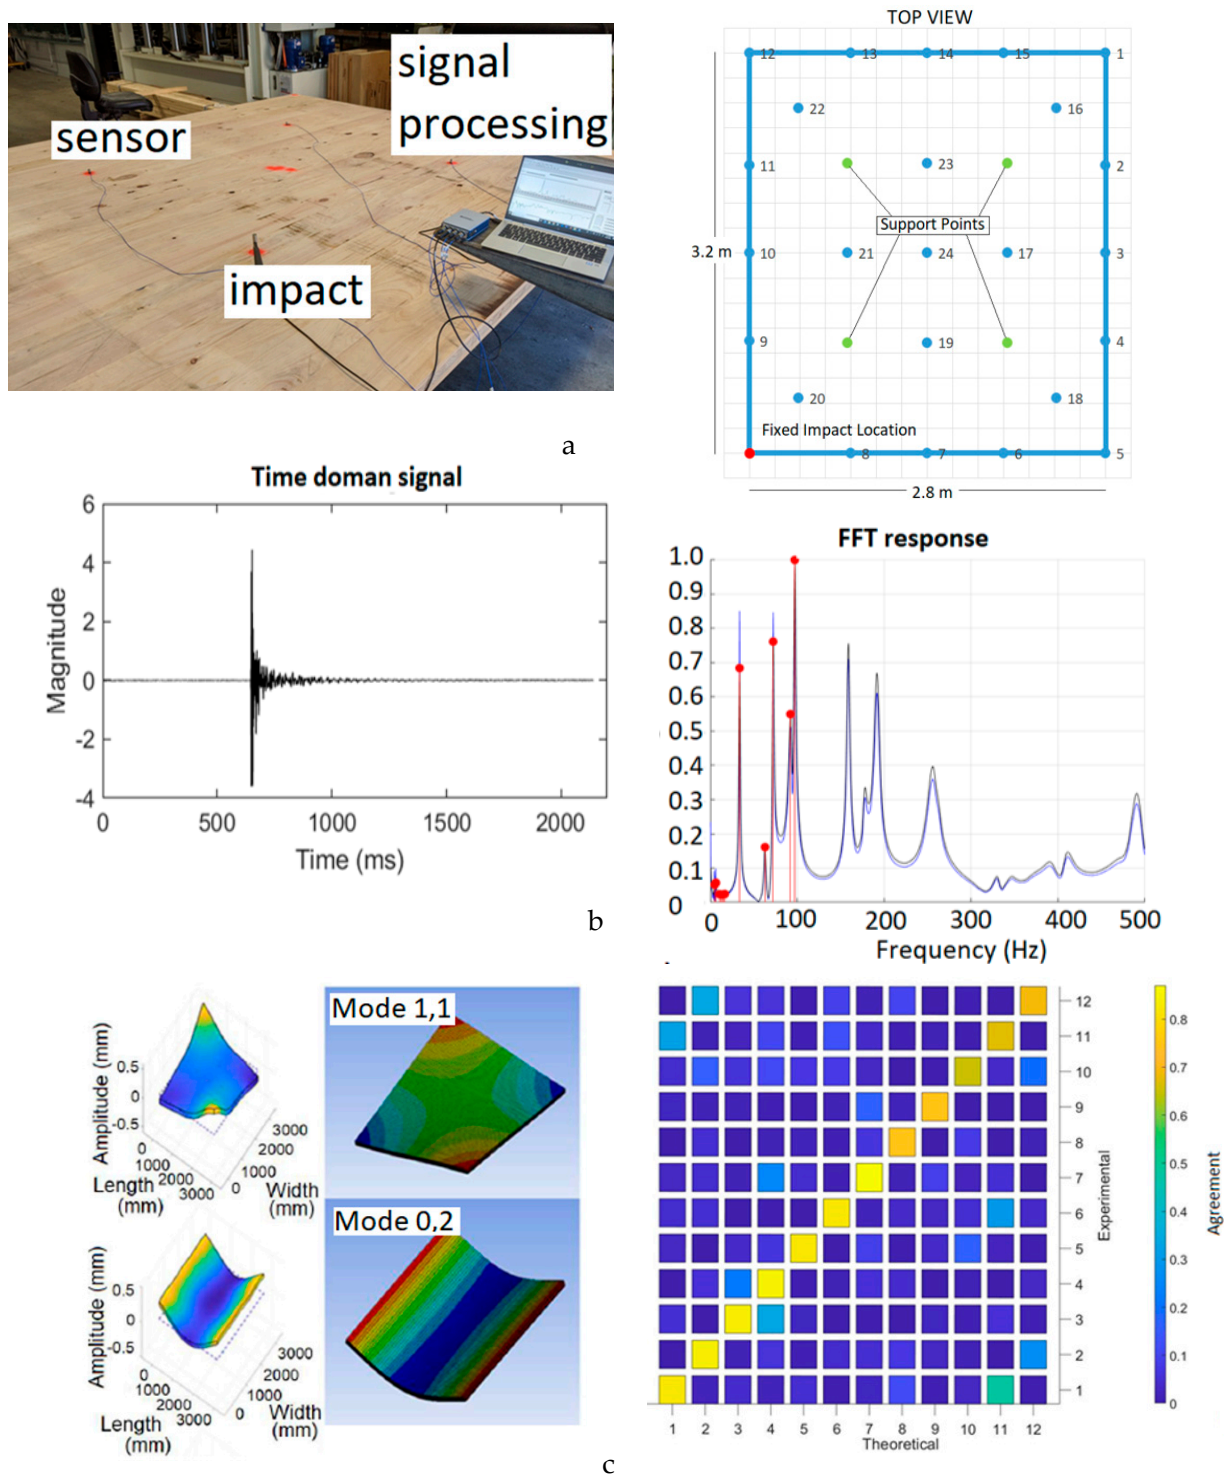 sensor
signal
processing
impact
TOP VIEW
12
13
14
15
1
22
16
11
23
2
Support Points
3.2 m
10
21
24
17
3
9
19
4
20
18
Fixed Impact Location
8
7
6
5
2.8 m
a
Time doman signal
6
4
2
0
-2
-4
0
500
1000
1500
2000
Magnitude
Time (ms)
FFT response
1.0
0.9
0.8
0.7
0.6
0.5
0.4
0.3
0.2
0.1
0
0
100
200
300
400
500
Frequency (Hz)
b
Mode 1,1
Amplitude (mm)
0.5
0
-0.5
0
1000
2000
3000
Length
(mm)
0
1000
2000
3000
Width
(mm)
Mode 0,2
Amplitude (mm)
0.5
0
-0.5
0
1000
2000
3000
Length
(mm)
0
1000
2000
3000
Width
(mm)
12
11
10
9
8
7
6
5
4
3
2
1
Experimental
1 2 3 4 5 6 7 8 9 10 11 12
Theoretical
0.8
0.7
0.6
0.5
0.4
0.3
0.2
0.1
0
Agreement
c